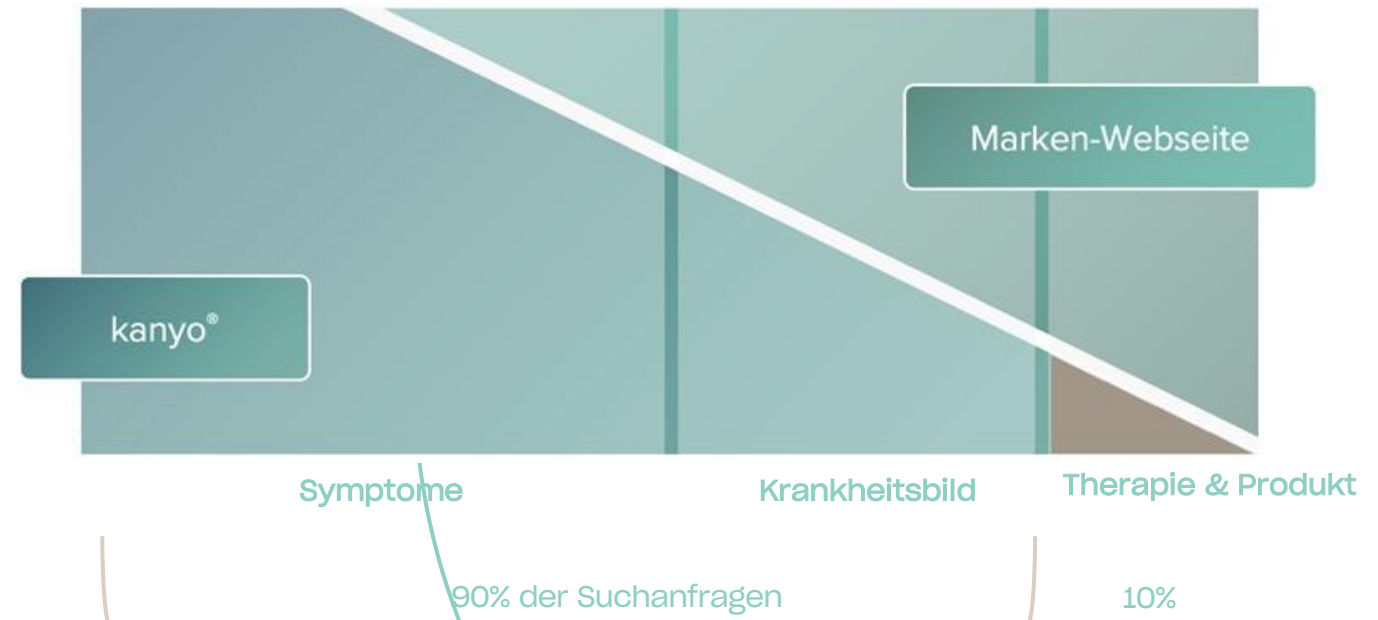 Marken-Webseite
kanyo®
Symptome
Krankheitsbild
Therapie & Produkt
90% der Suchanfragen
10%